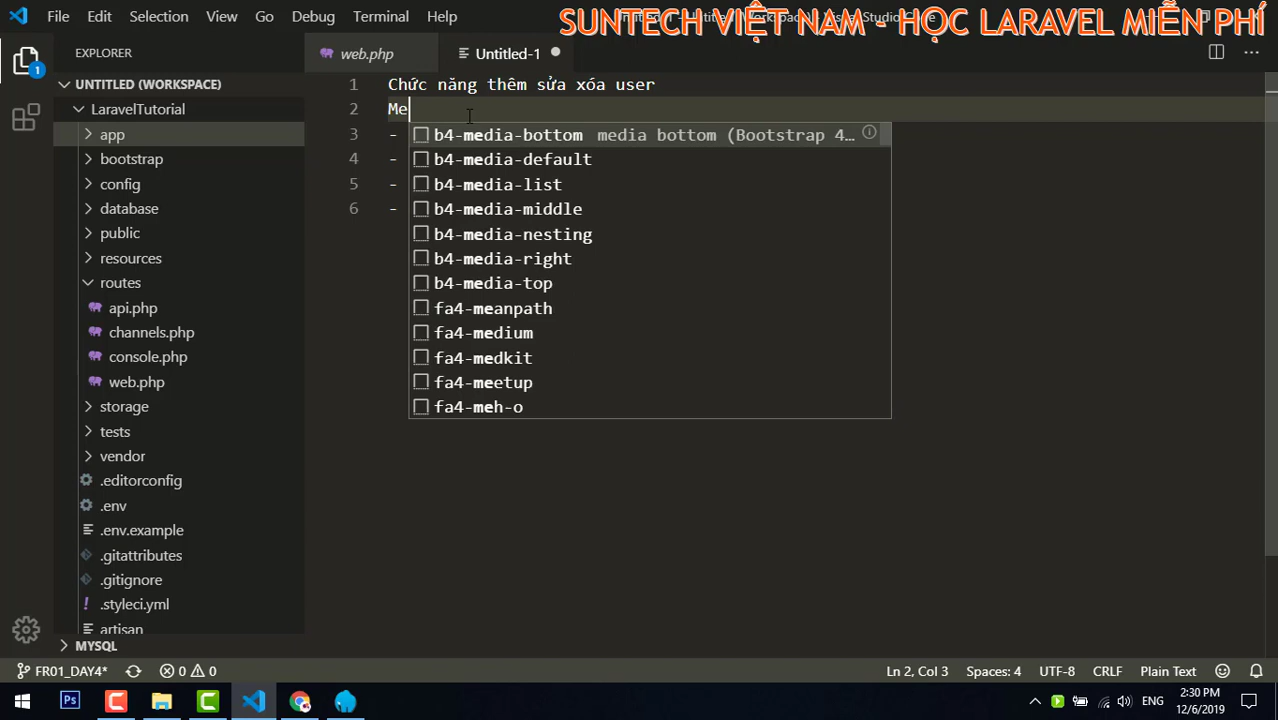 File Edit Selection View Go Debug Terminal Help
SUNTECH VIỆT NAM - HỌC LARAVEL MIỄN PHÍ
EXPLORER
web.php
Untitled-1
UNTITLED (WORKSPACE)
LaravelTutorial
app
bootstrap
config
database
public
resources
routes
api.php
channels.php
console.php
web.php
storage
tests
vendor
.editorconfig
.env
.env.example
.gitattributes
.gitignore
.styleci.yml
artisan
MYSQL
1 Chức năng thêm sửa xóa user
2 Me
3 -
4 -
5 -
6 -
b4-media-bottom media bottom (Bootstrap 4…
b4-media-default
b4-media-list
b4-media-middle
b4-media-nesting
b4-media-right
b4-media-top
fa4-meanpath
fa4-medium
fa4-medkit
fa4-meetup
fa4-meh-o
1
FR01_DAY4* 0 0 Ln 2, Col 3 Spaces: 4 UTF-8 CRLF Plain Text
Ps
ENG
2:30 PM
12/6/2019